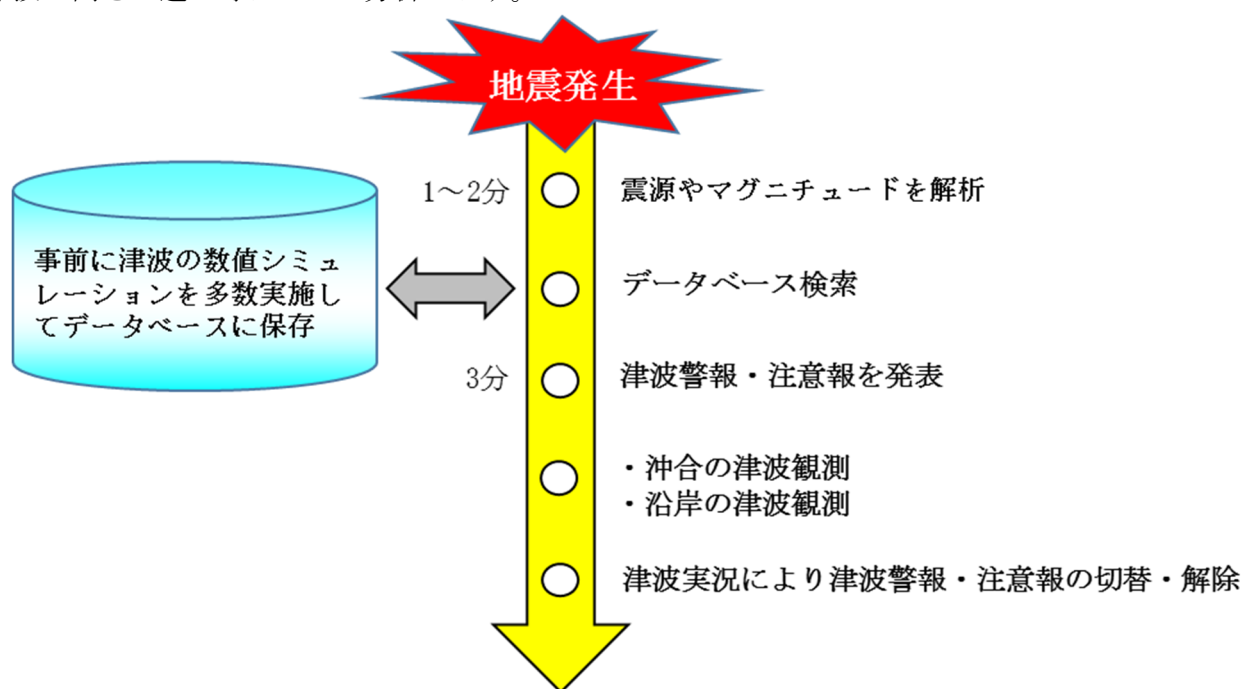 地震発生
1～2分
震源やマグニチュードを解析
事前に津波の数値シミュ
レーションを多数実施し
てデータベースに保存
データベース検索
3分
津波警報・注意報を発表
・沖合の津波観測
・沿岸の津波観測
津波実況により津波警報・注意報の切替・解除